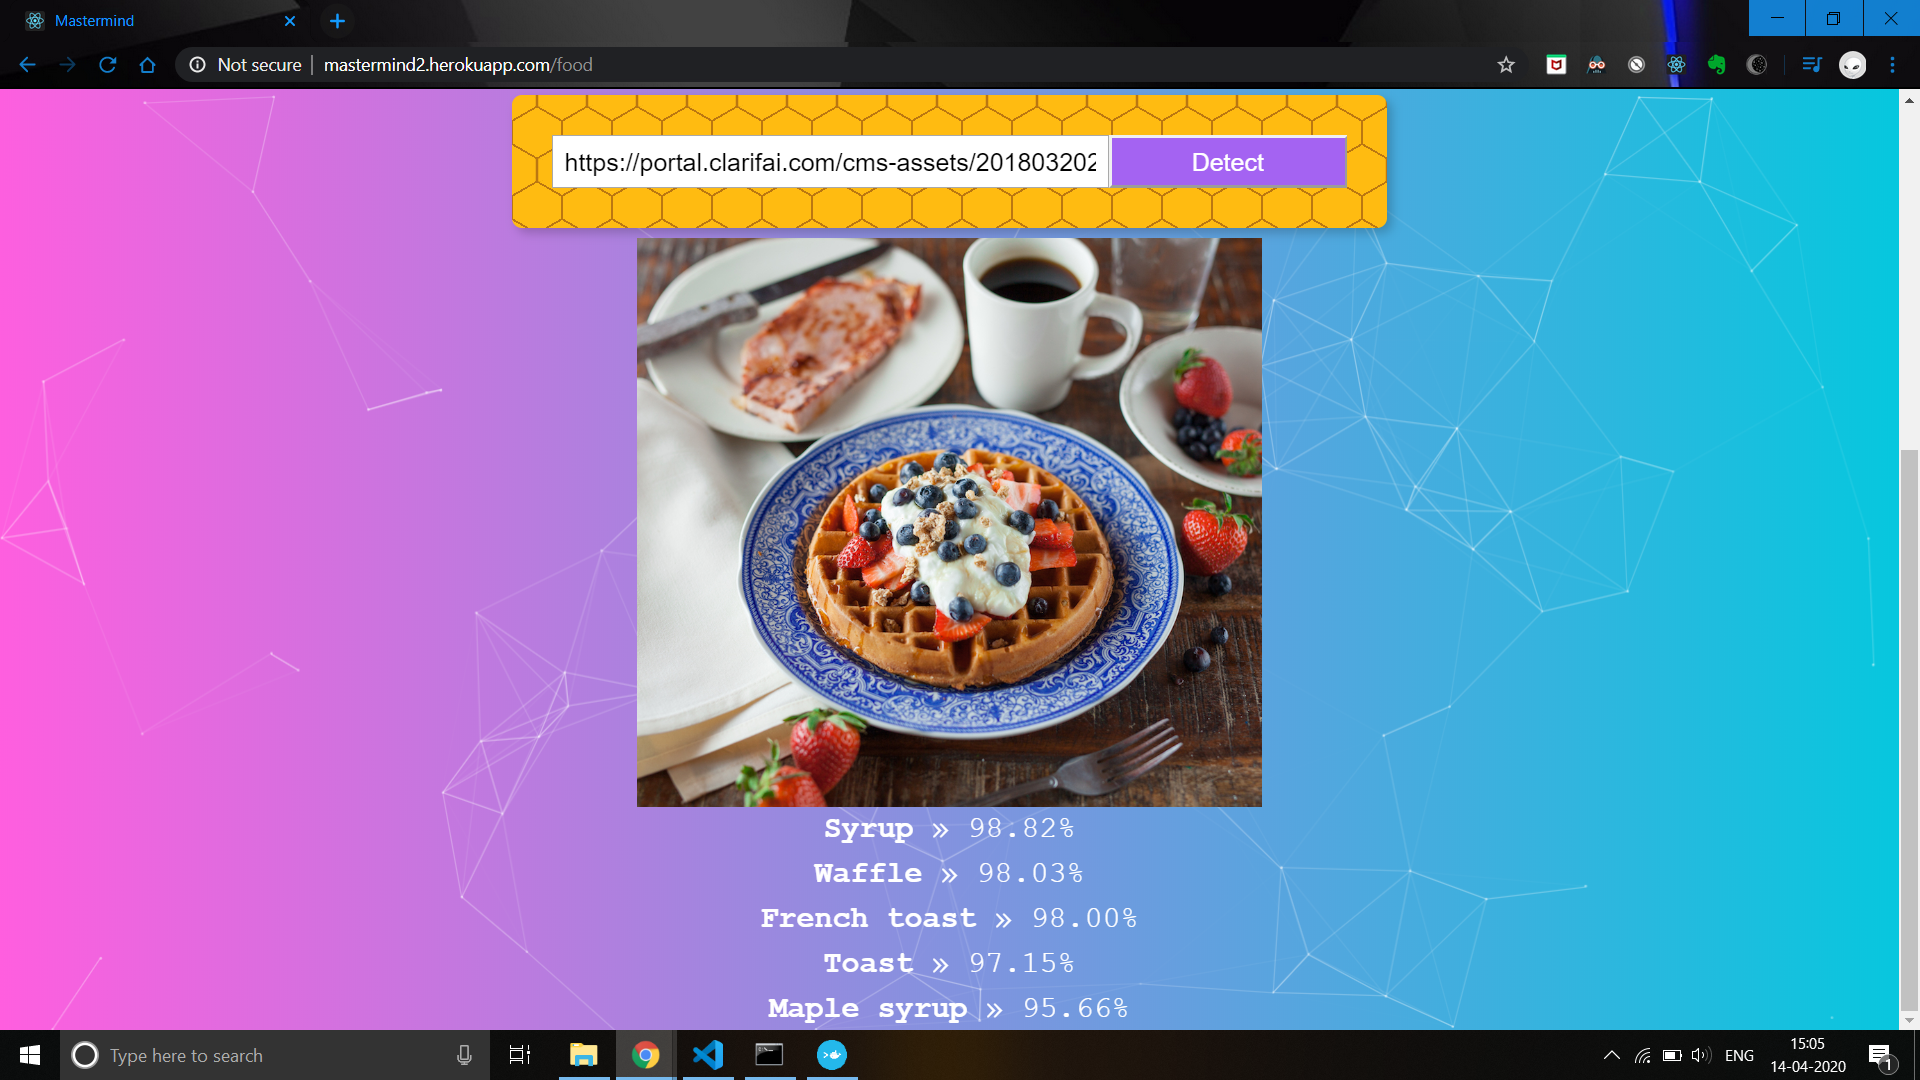 Mastermind
Not secure
mastermind2.herokuapp.com/food
https://portal.clarifai.com/cms-assets/201803202
Detect
Syrup » 98.82%
Waffle » 98.03%
French toast » 98.00%
Toast » 97.15%
Maple syrup » 95.66%
Type here to search
ENG
15:05
14-04-2020
1